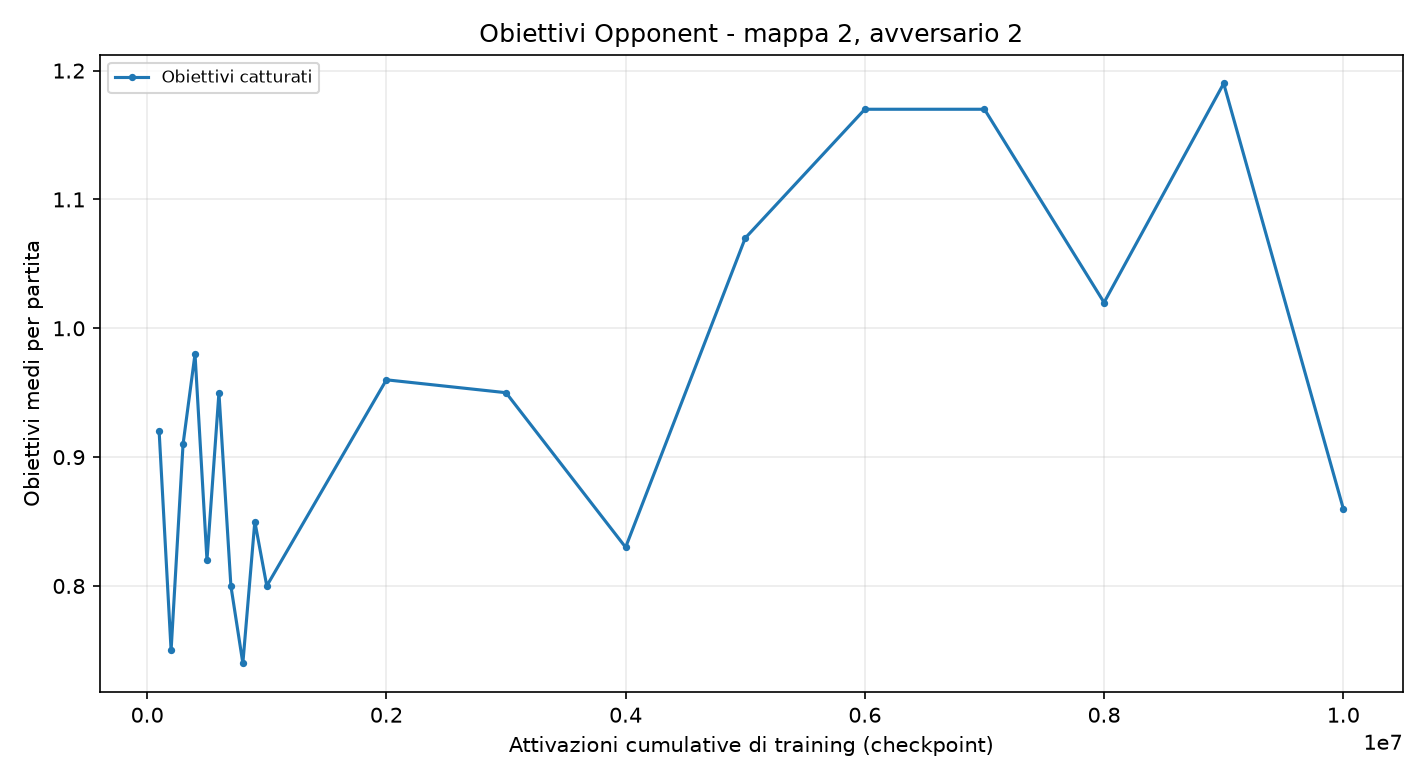 Obiettivi Opponent - mappa 2, avversario 2
Obiettivi catturati
Obiettivi medi per partita
1.2
1.1
1.0
0.9
0.8
0.0 0.2 0.4 0.6 0.8 1.0
1e7
Attivazioni cumulative di training (checkpoint)